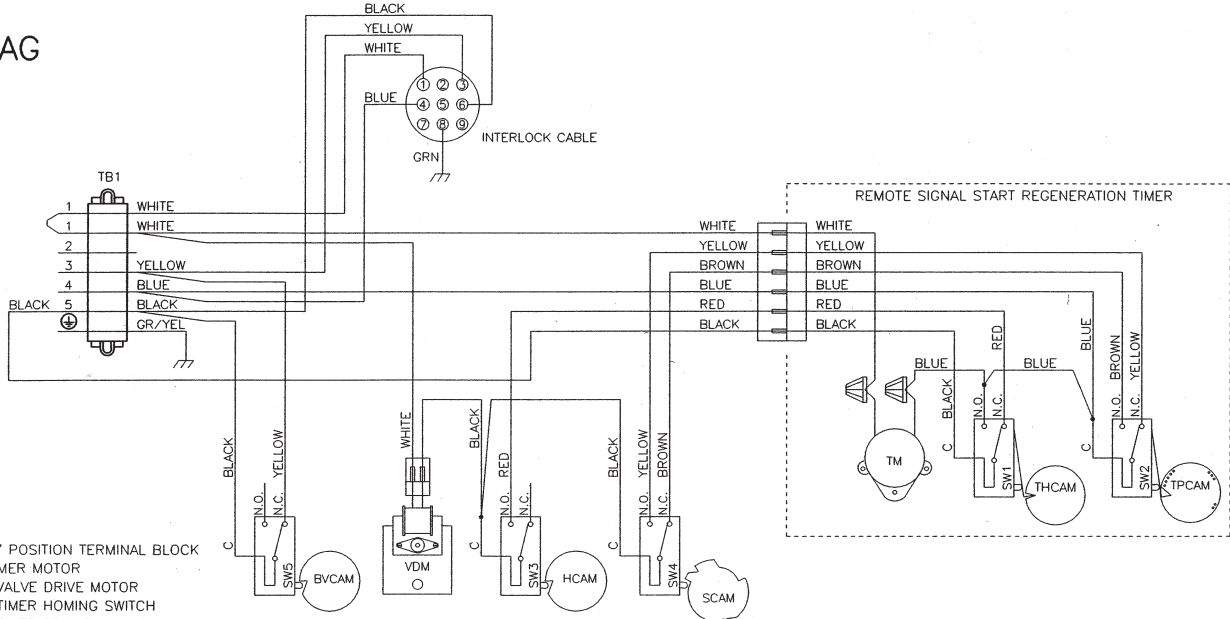 BLACK
YELLOW
WHITE
AG
1 2 3
BLUE
4 5 6
7 8 9
INTERLOCK CABLE
GRN
TB1
REMOTE SIGNAL START REGENERATION TIMER
1 WHITE
1 WHITE WHITE WHITE
2 YELLOW YELLOW
3 YELLOW BROWN BROWN
4 BLUE BLUE BLUE
BLACK 5 BLACK RED RED
GR/YEL BLACK BLACK
BLUE BLUE
BLACK RED BLUE BROWN YELLOW
N.O. N.C. N.O. N.C.
C C
TM SW1 THCAM SW2 TPCAM
BLACK YELLOW WHITE BLACK RED BLACK YELLOW BROWN
N.O. N.C. N.O. N.C. N.O. N.C.
C C C
SW5 BVCAM VDM SW3 HCAM SW4 SCAM
POSITION TERMINAL BLOCK
MER MOTOR
VALVE DRIVE MOTOR
TIMER HOMING SWITCH